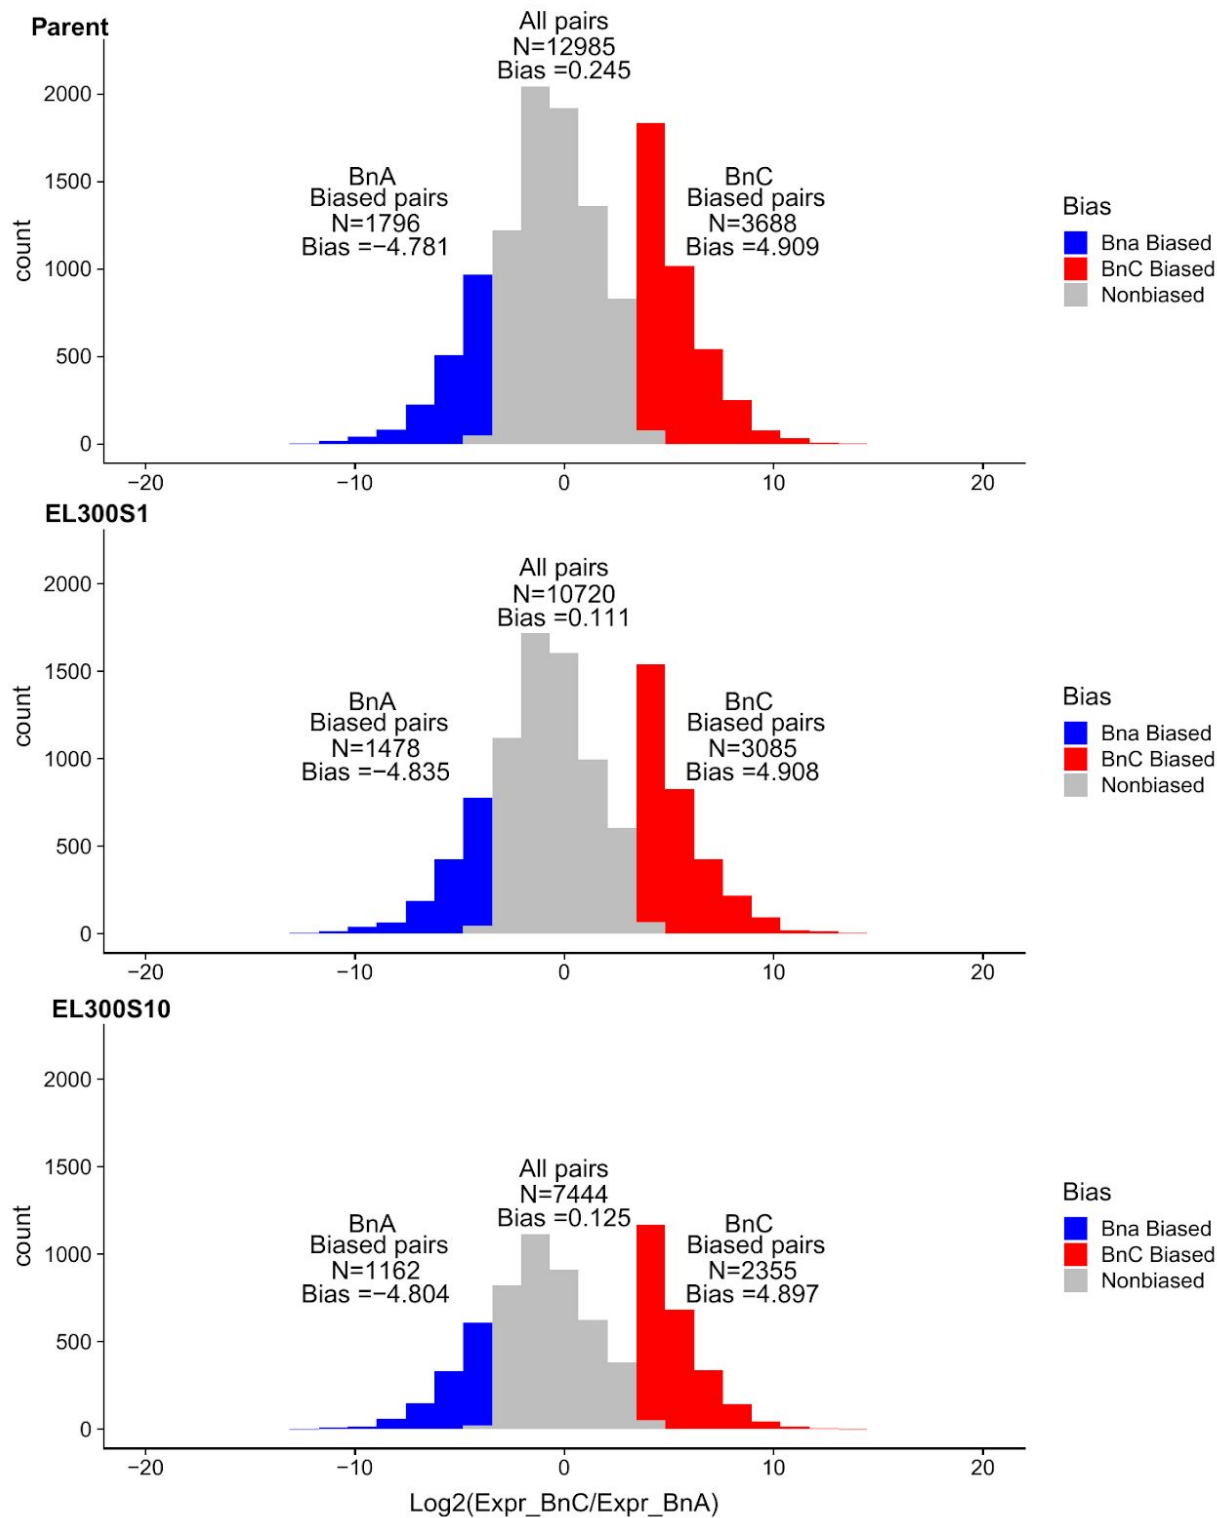 Parent
All pairs
N=12985
Bias =0.245
BnA
Biased pairs
N=1796
Bias =−4.781
BnC
Biased pairs
N=3688
Bias =4.909
2000
1500
1000
500
0
count
−20 −10 0 10 20
Bias
Bna Biased
BnC Biased
Nonbiased
EL300S1
All pairs
N=10720
Bias =0.111
BnA
Biased pairs
N=1478
Bias =−4.835
BnC
Biased pairs
N=3085
Bias =4.908
2000
1500
1000
500
0
count
−20 −10 0 10 20
Bias
Bna Biased
BnC Biased
Nonbiased
EL300S10
All pairs
N=7444
Bias =0.125
BnA
Biased pairs
N=1162
Bias =−4.804
BnC
Biased pairs
N=2355
Bias =4.897
2000
1500
1000
500
0
count
−20 −10 0 10 20
Log2(Expr_BnC/Expr_BnA)
Bias
Bna Biased
BnC Biased
Nonbiased